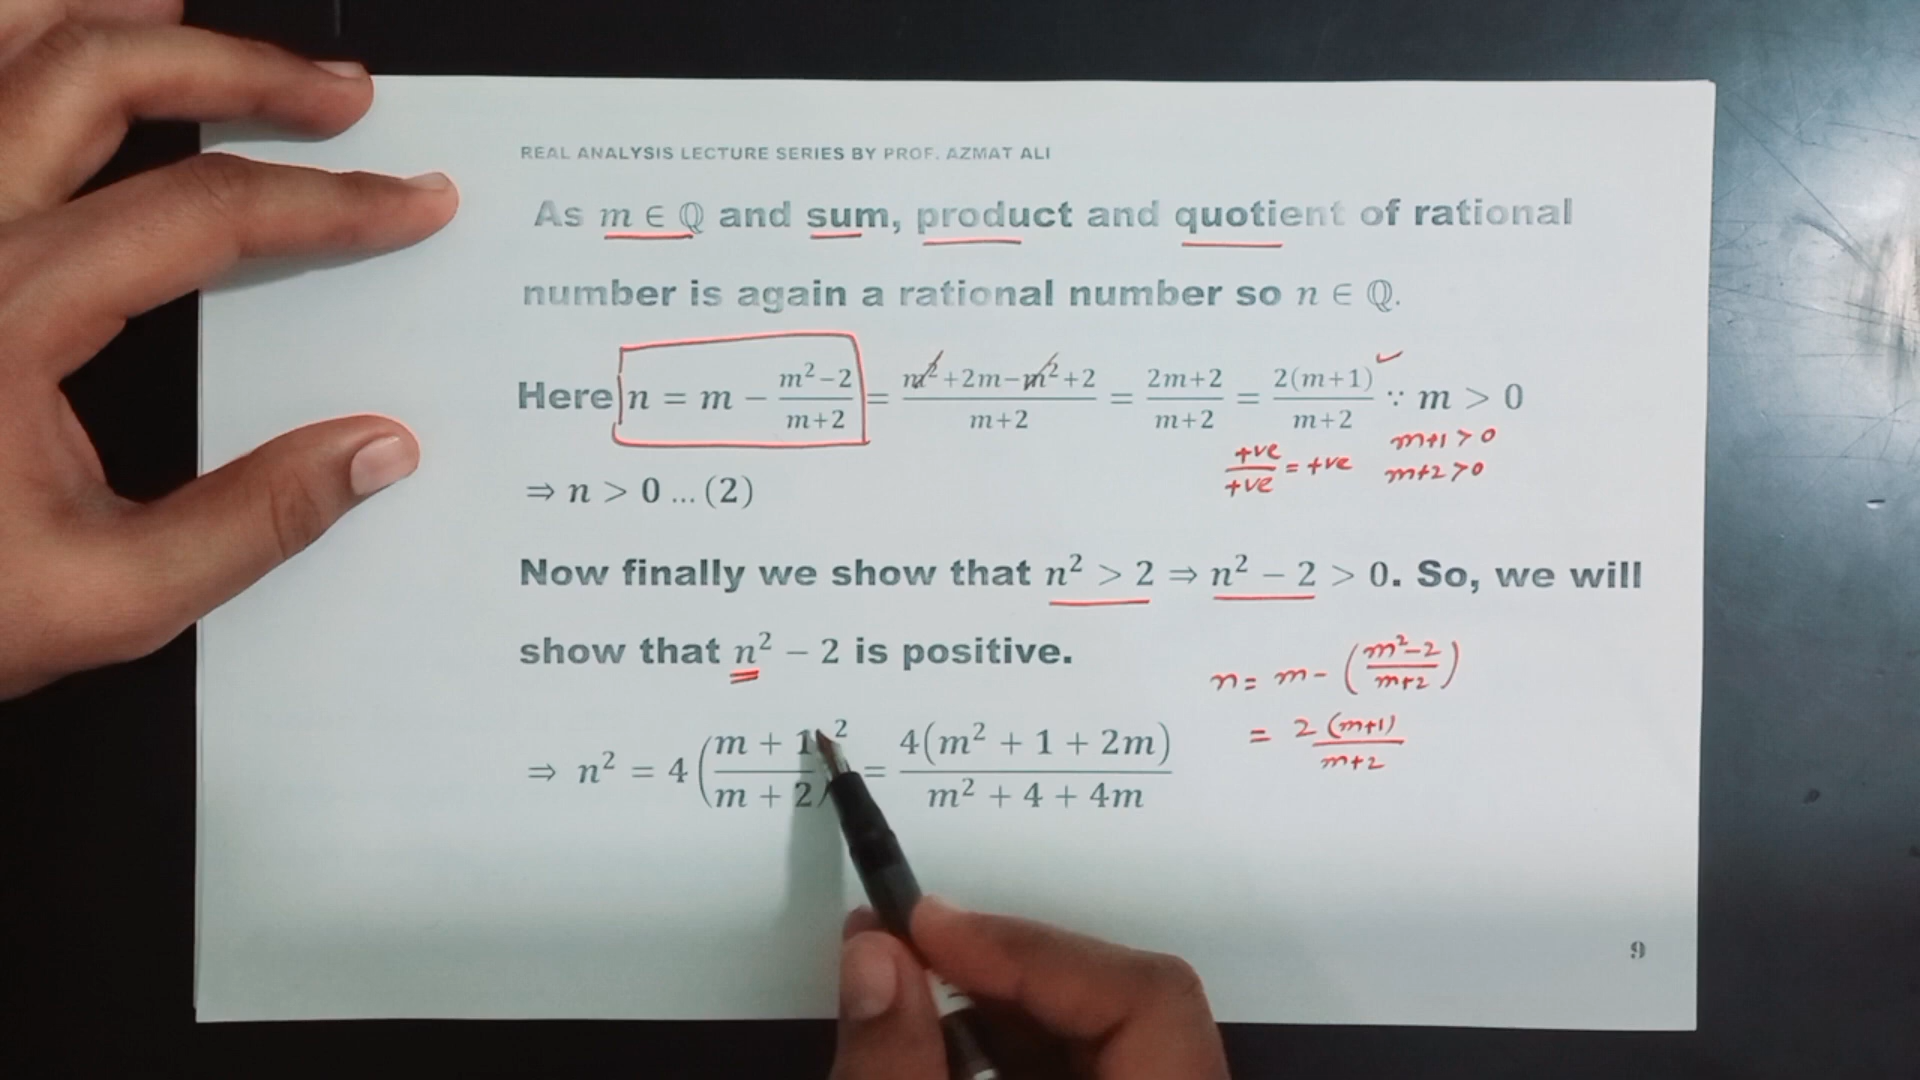 REAL ANALYSIS LECTURE SERIES BY PROF. AZMAT ALI
As m ∈ ℚ and sum, product and quotient of rational
number is again a rational number so n ∈ ℚ.
Here n = m − (m² − 2)/(m+2) = (m² + 2m − m² + 2)/(m+2) = (2m+2)/(m+2) = 2(m+1)/(m+2) ∵ m > 0
+ve/+ve = +ve
m+1 > 0
m+2 > 0
⇒ n > 0 ... (2)
Now finally we show that n² > 2 ⇒ n² − 2 > 0. So, we will
show that n² − 2 is positive.
n = m − ((m²−2)/(m+2))
= 2(m+1)/(m+2)
⇒ n² = 4((m + 1)/(m + 2))² = 4(m² + 1 + 2m)/(m² + 4 + 4m)
9